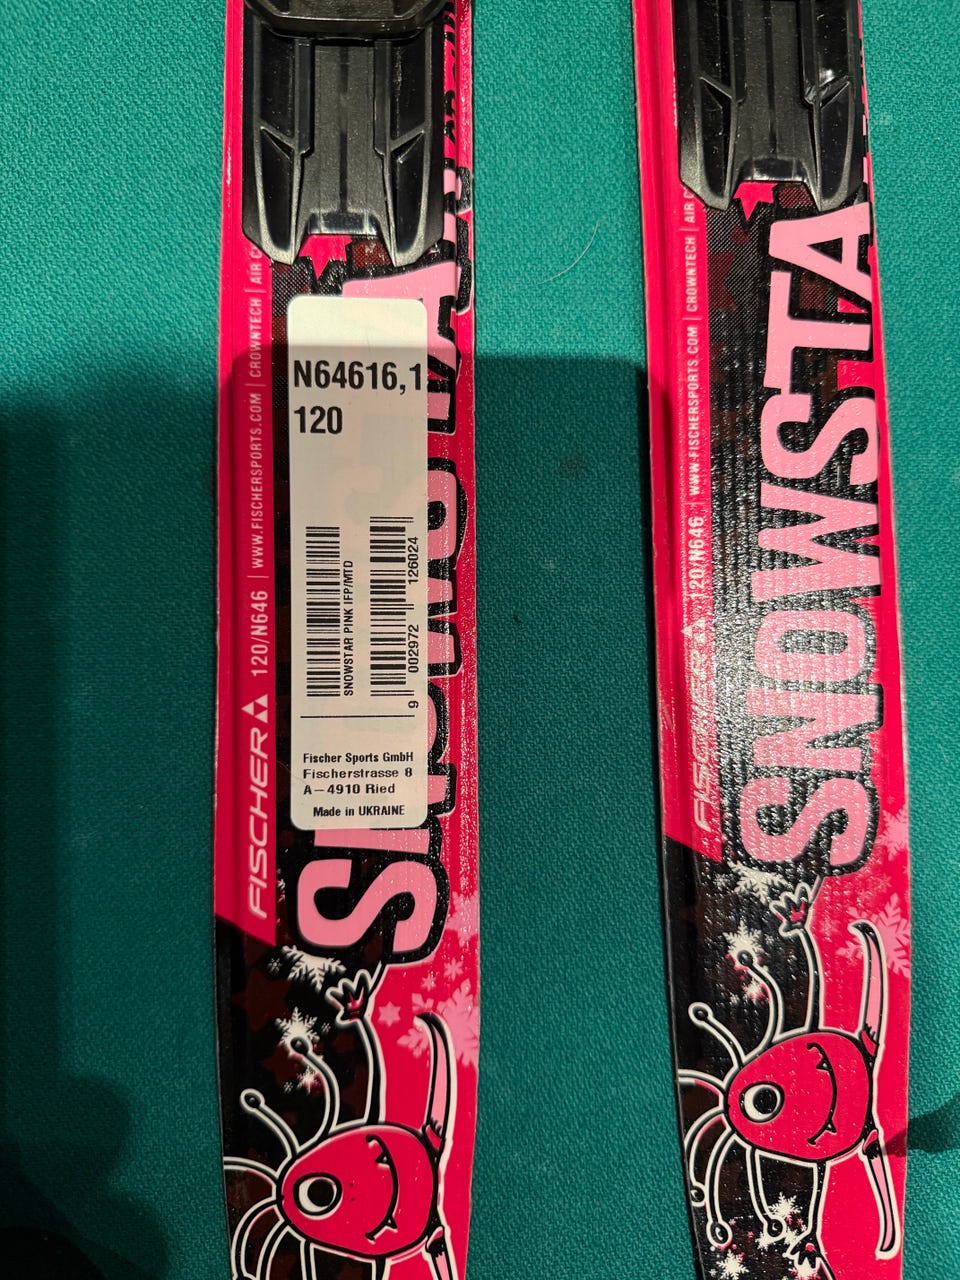 N64616,1
120
SNOWSTAR PINK IFP/MTD
9 002972 126024
Fischer Sports GmbH
Fischerstrasse 8
A-4910 Ried
Made in UKRAINE
FISCHER 120/N646 | WWW.FISCHERSPORTS.COM | CROWNTECH | AIR C
FISCHER 120/N646 | WWW.FISCHERSPORTS.COM | CROWNTECH | AIR C
SNOWSTA